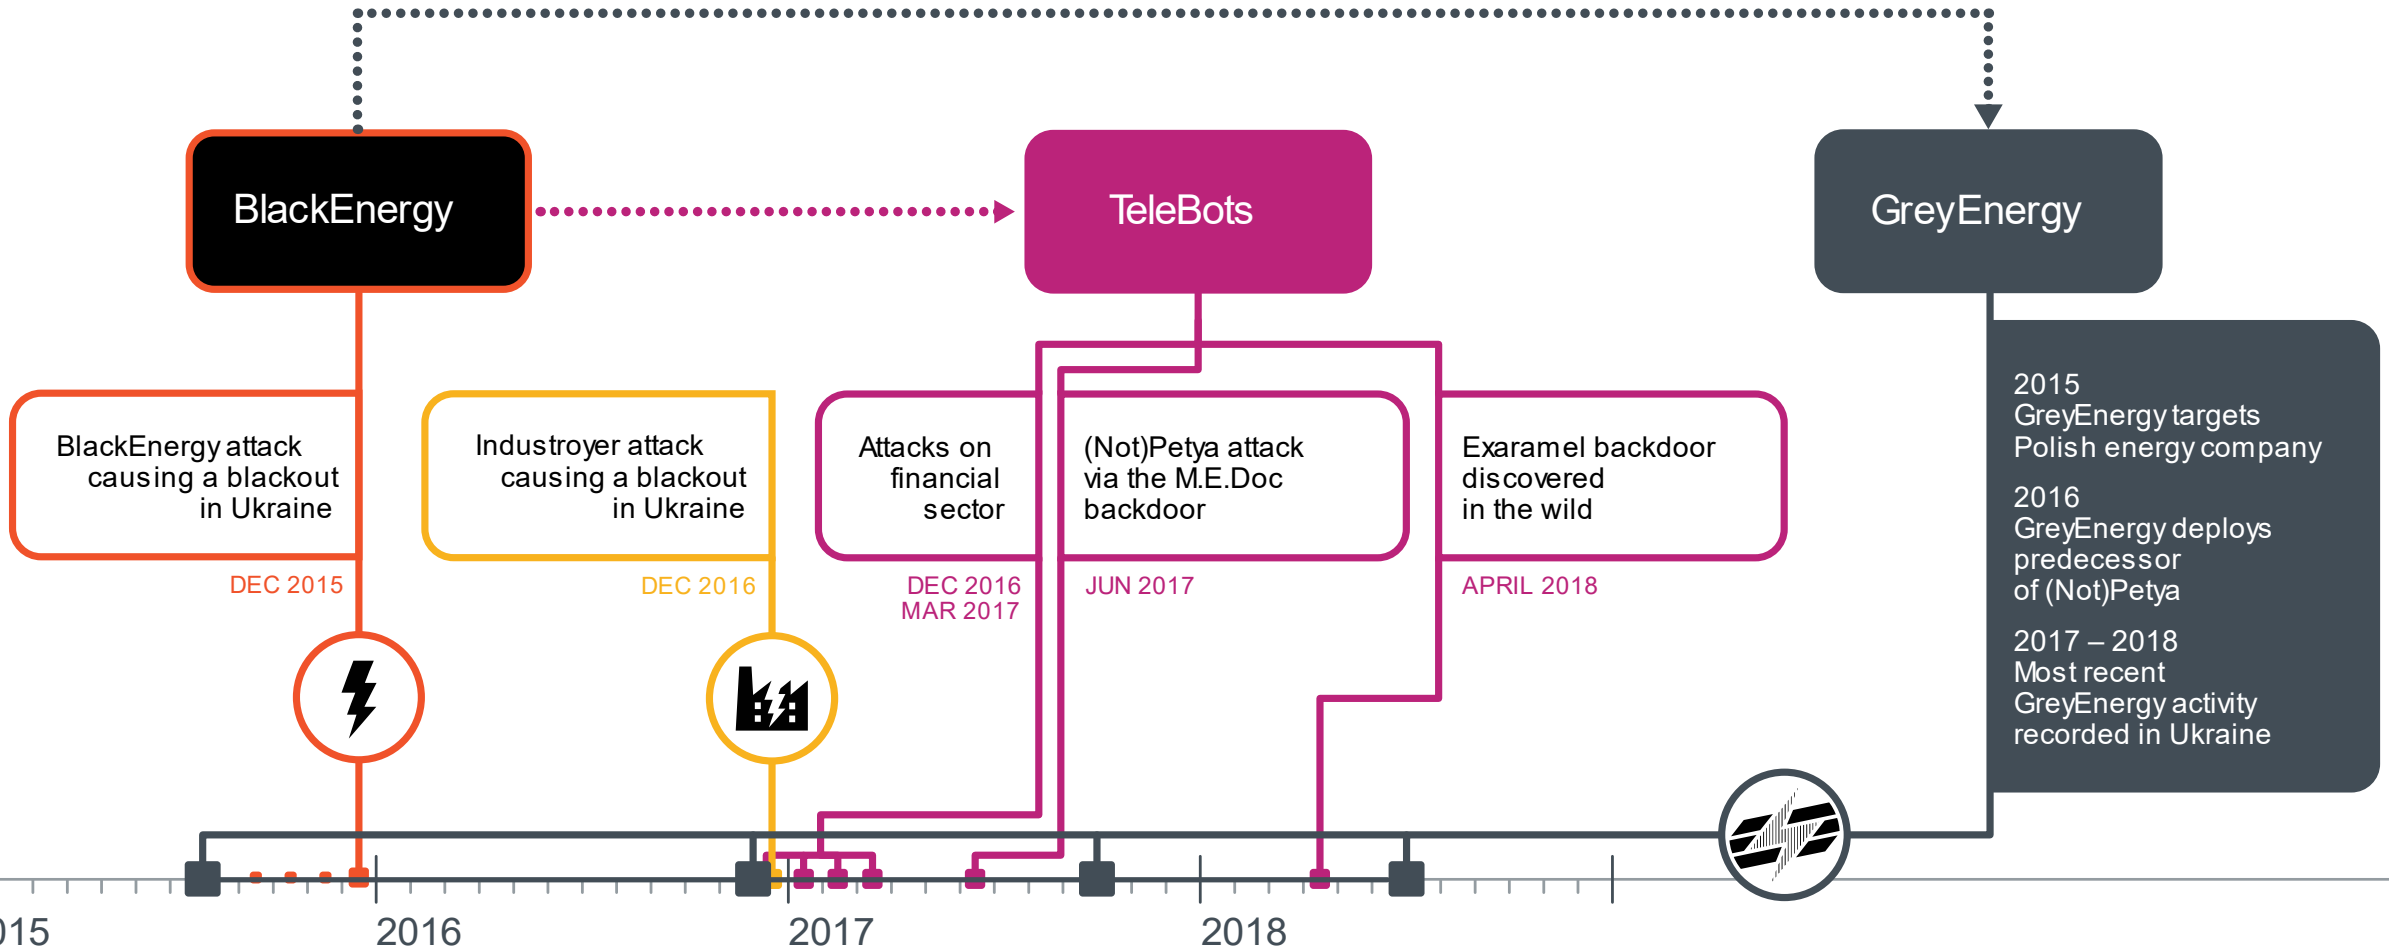 BlackEnergy
TeleBots
GreyEnergy
BlackEnergy attack
causing a blackout
in Ukraine
DEC 2015
Industroyer attack
causing a blackout
in Ukraine
DEC 2016
Attacks on
financial
sector
DEC 2016
MAR 2017
(Not)Petya attack
via the M.E.Doc
backdoor
JUN 2017
Exaramel backdoor
discovered
in the wild
APRIL 2018
2015
GreyEnergy targets
Polish energy company
2016
GreyEnergy deploys
predecessor
of (Not)Petya
2017 – 2018
Most recent
GreyEnergy activity
recorded in Ukraine
015
2016
2017
2018